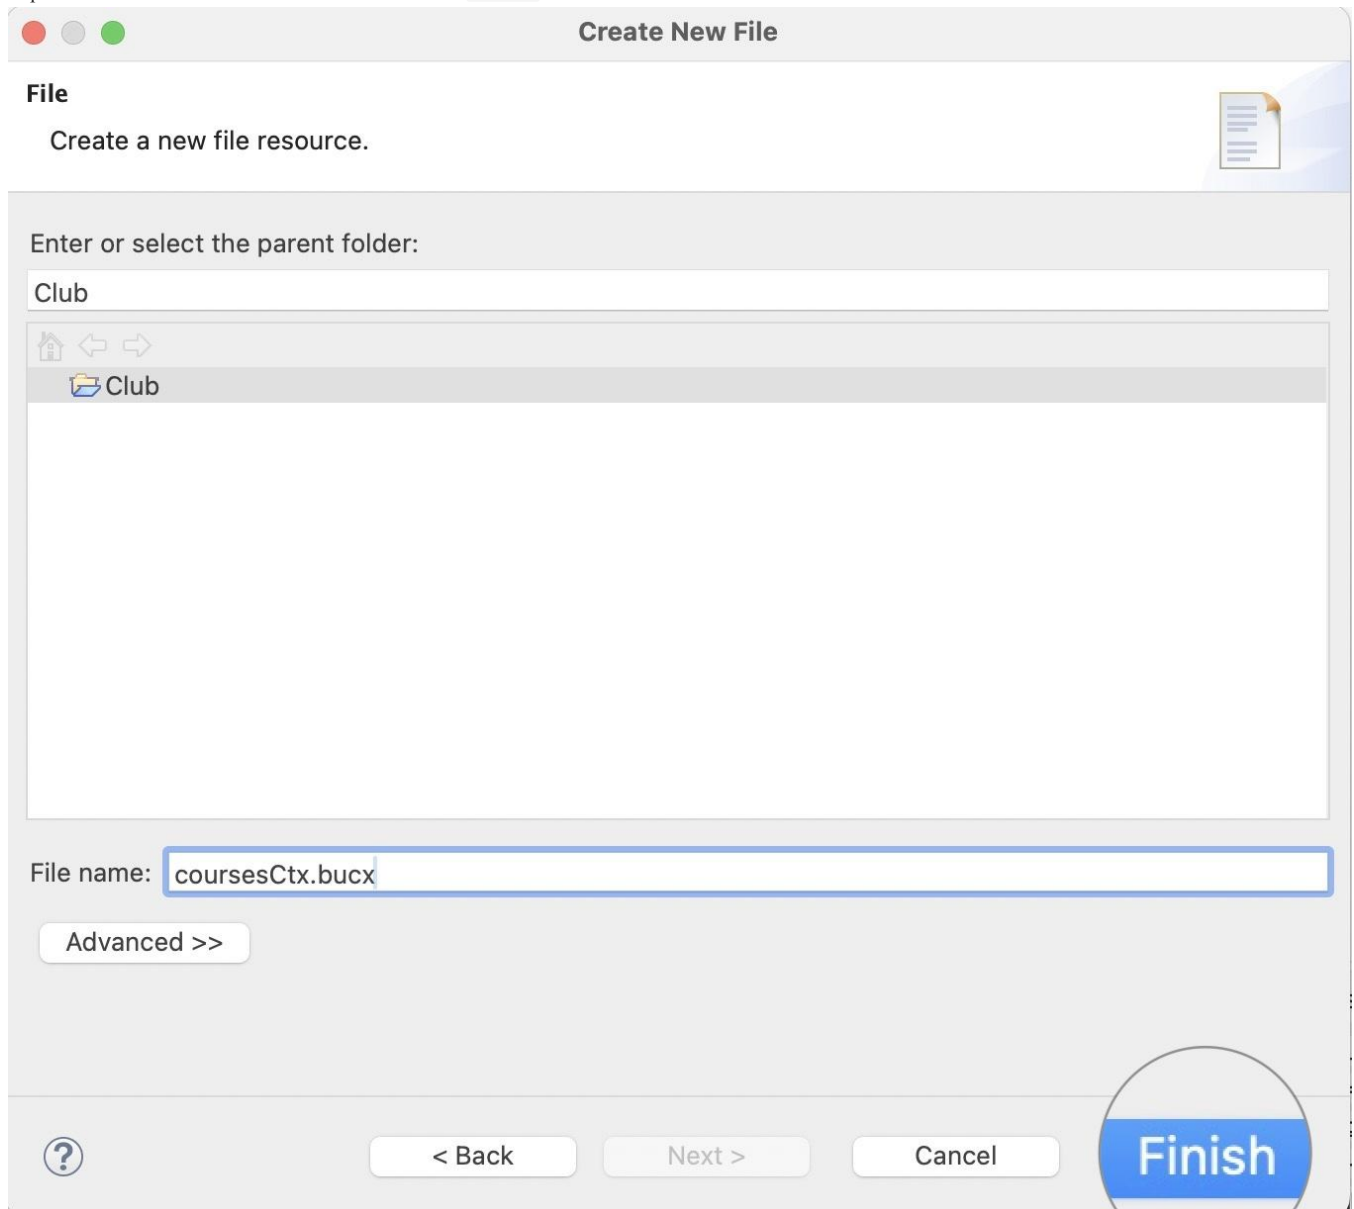 Create New File
File
Create a new file resource.
Enter or select the parent folder:
Club
Club
File name: coursesCtx.bucx
Advanced >>
? < Back Next > Cancel Finish